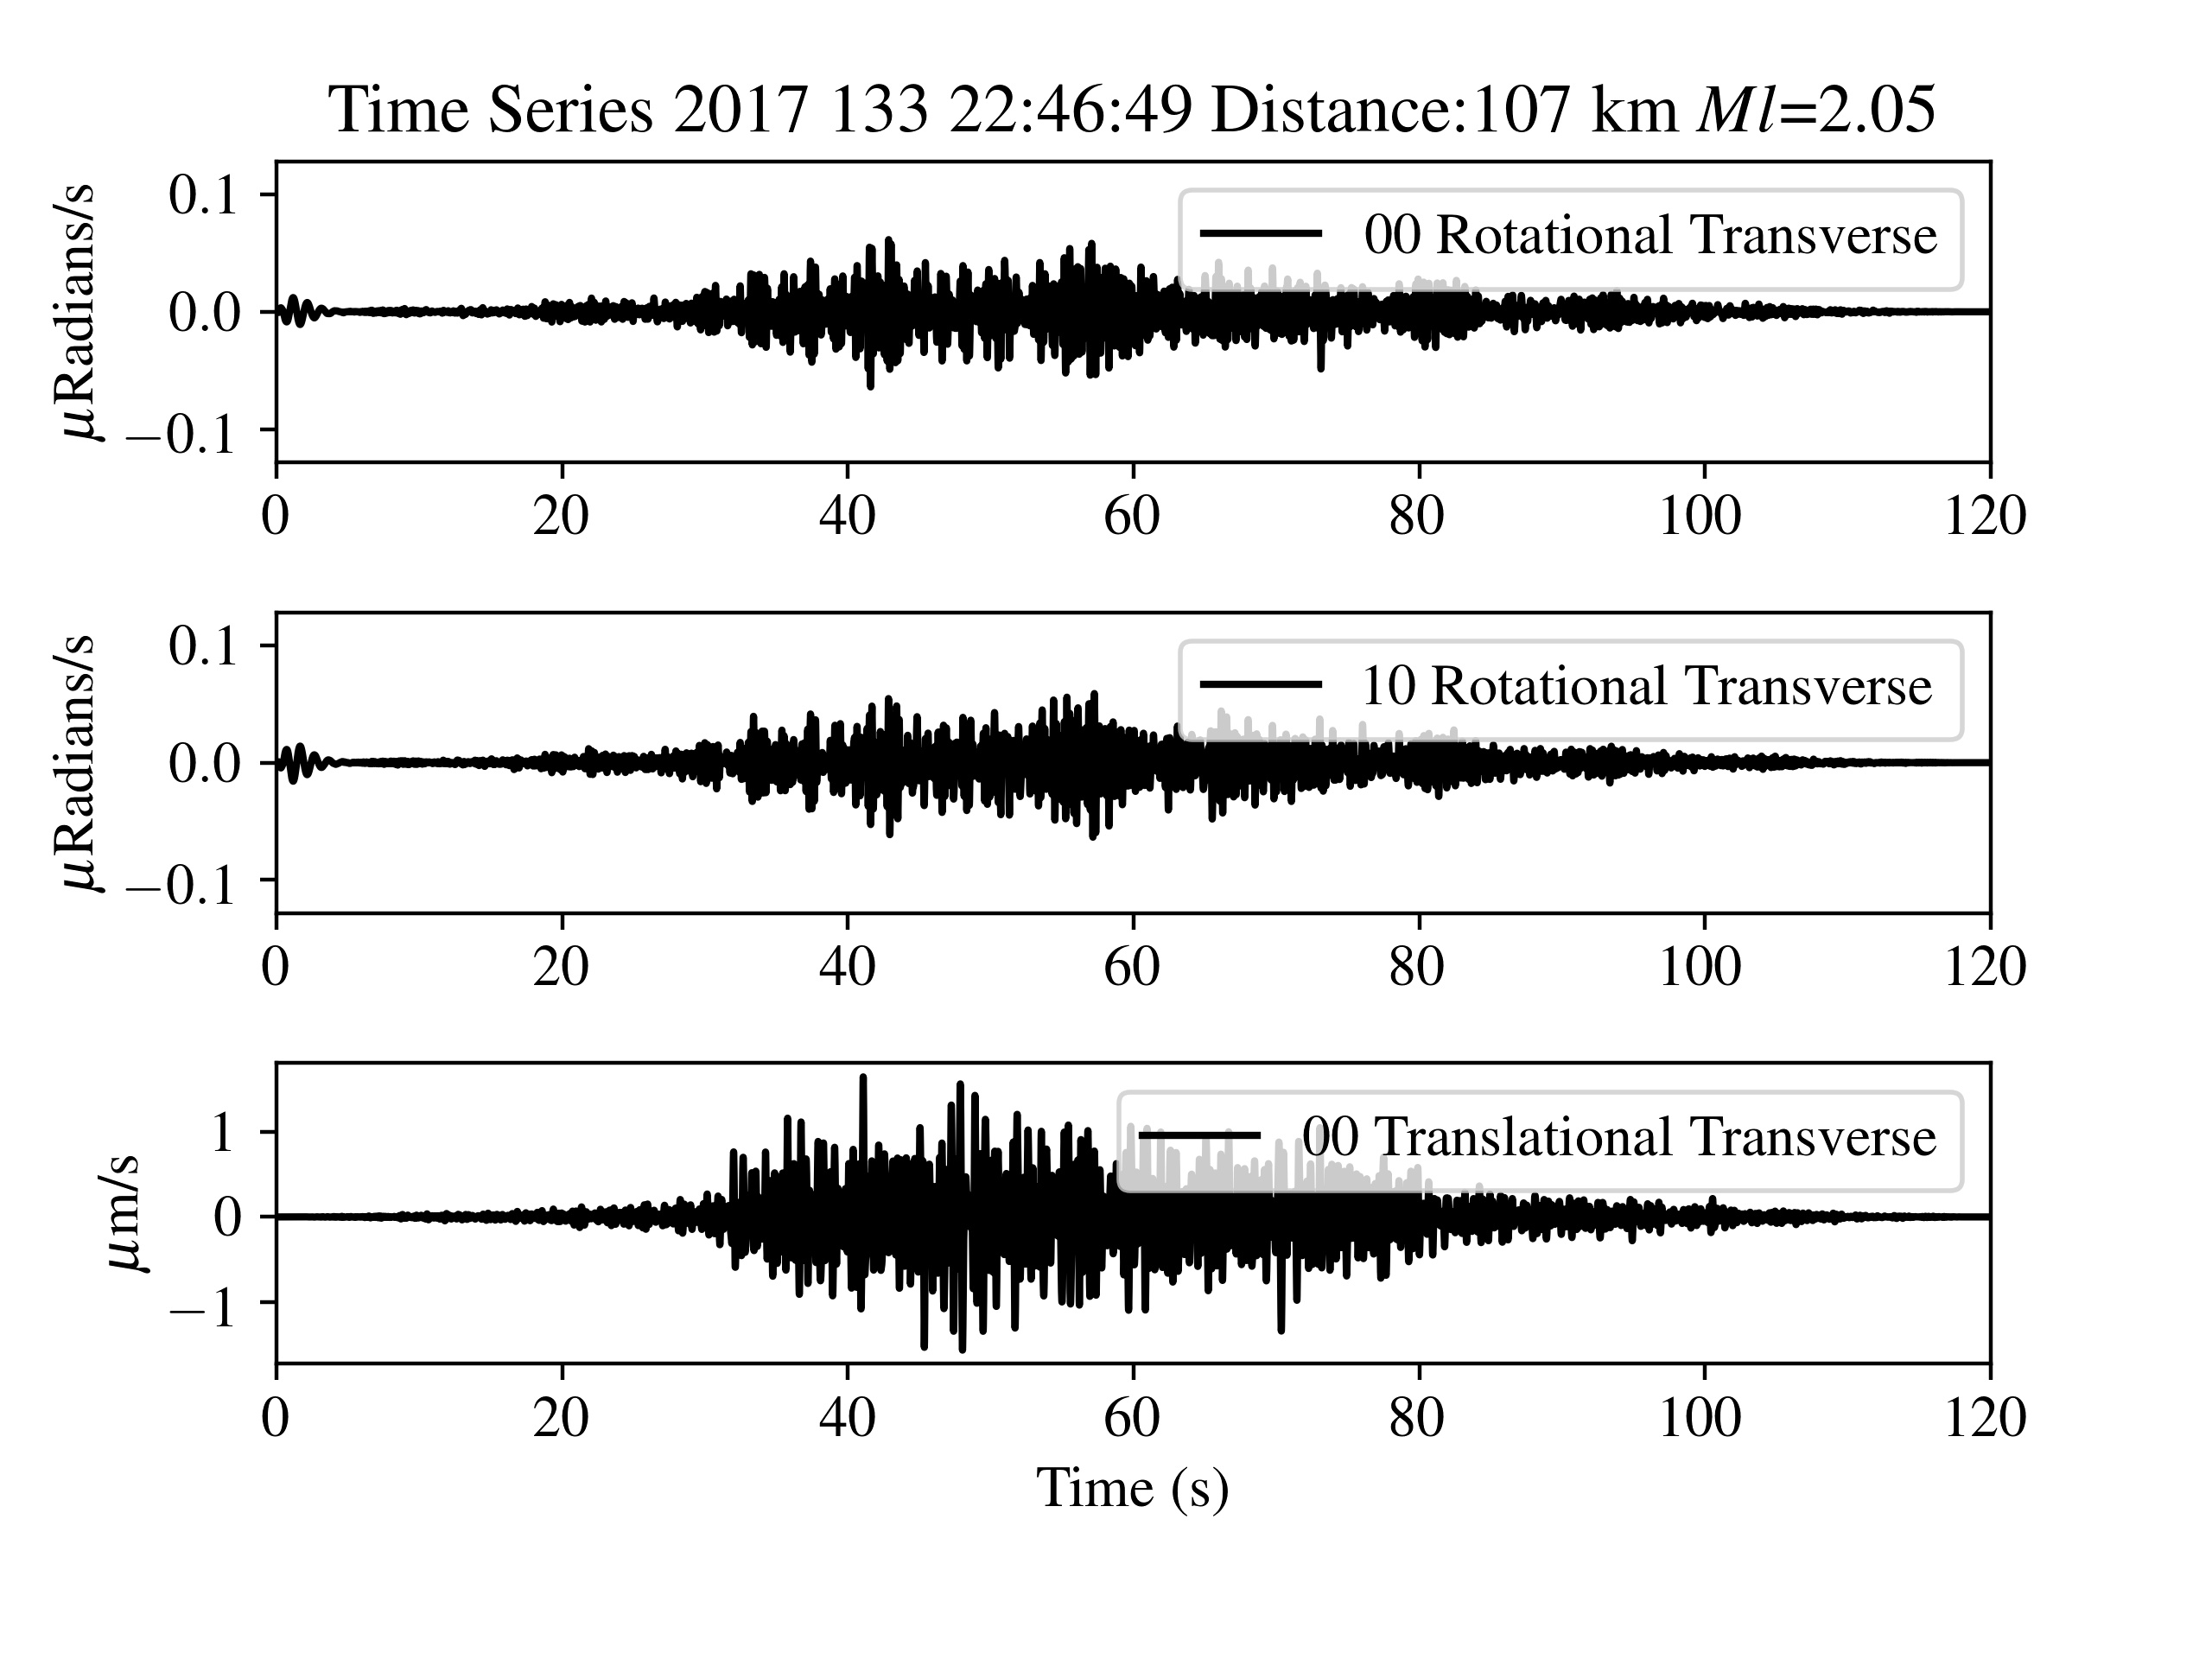 Time Series 2017 133 22:46:49 Distance:107 km Ml=2.05
μRadians/s
0.1
0.0
−0.1
00 Rotational Transverse
0 20 40 60 80 100 120
μRadians/s
0.1
0.0
−0.1
10 Rotational Transverse
0 20 40 60 80 100 120
μm/s
1
0
−1
00 Translational Transverse
0 20 40 60 80 100 120
Time (s)